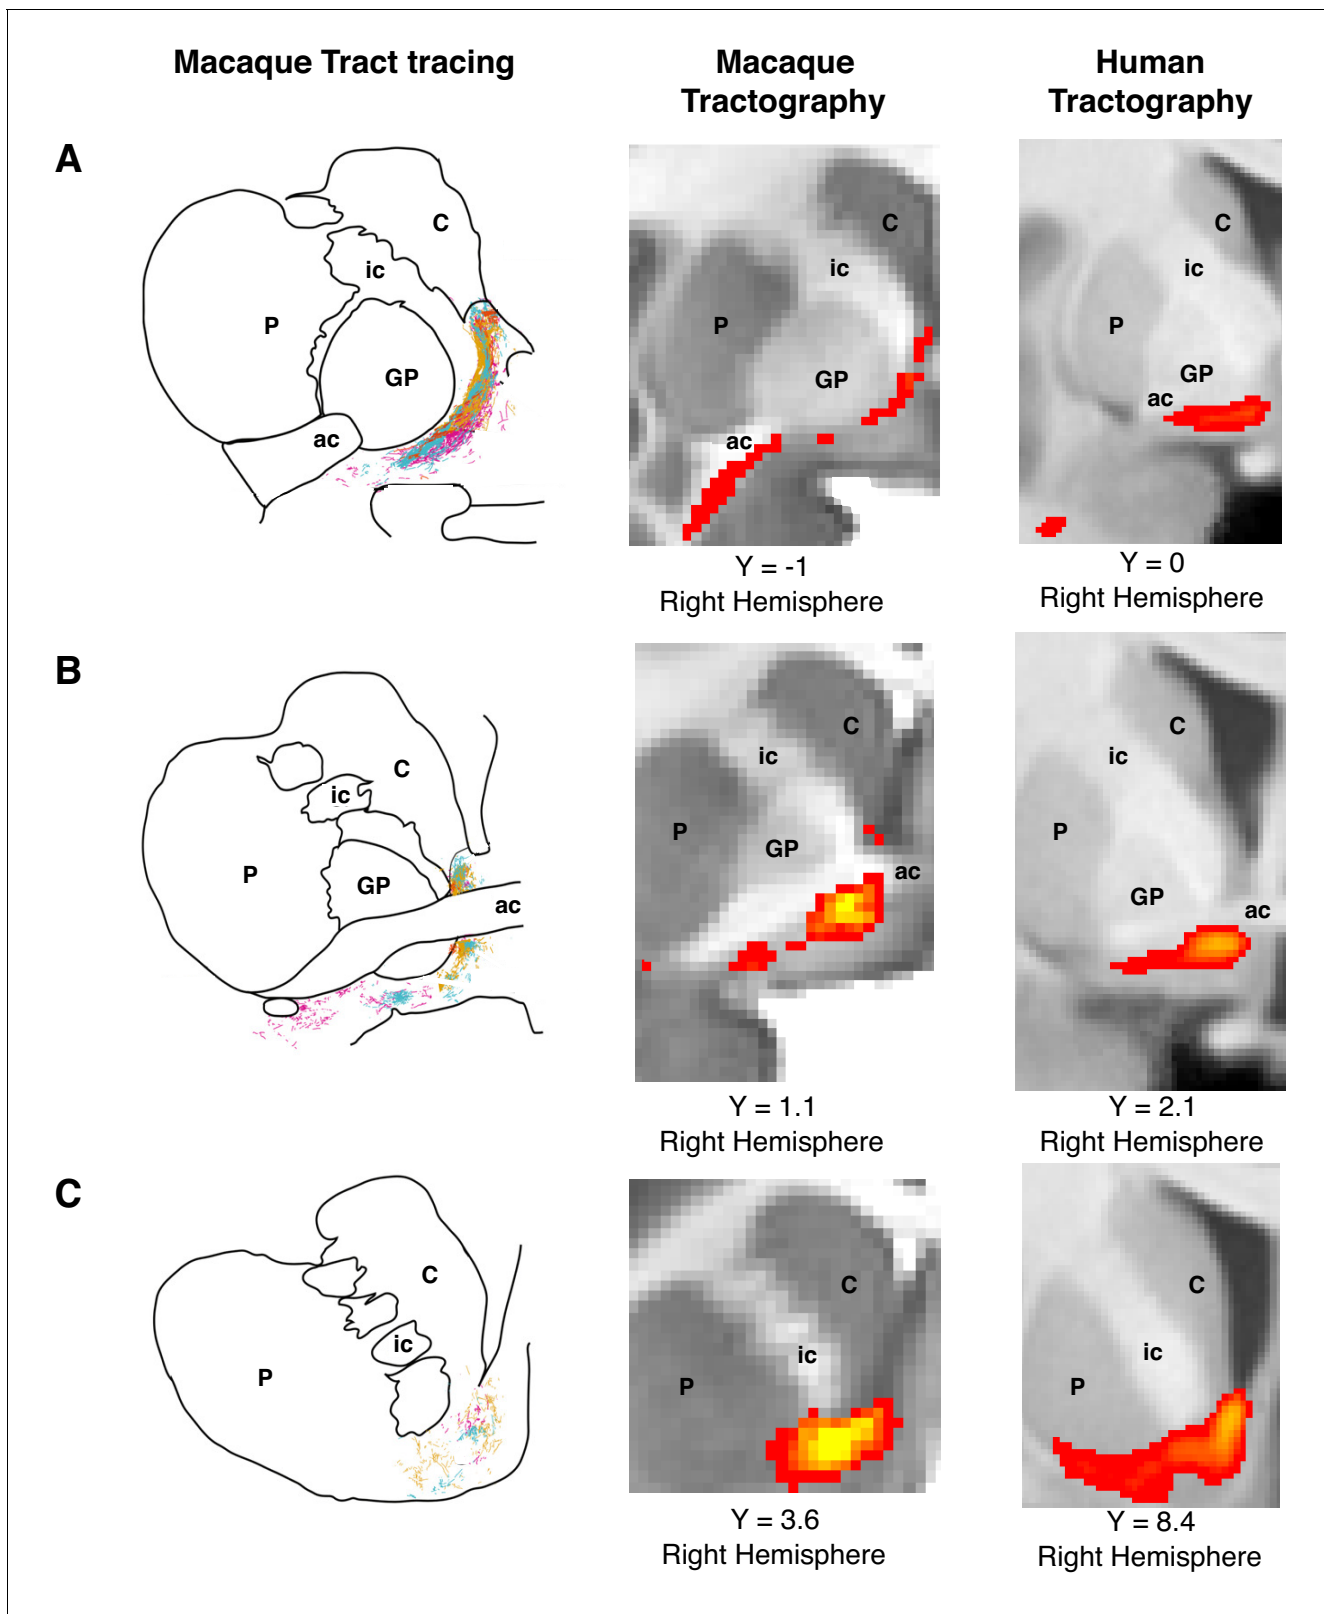 Macaque Tract tracing
Macaque
Tractography
Human
Tractography
A
C
ic
P
GP
ac
C
ic
P
GP
ac
Y = -1
Right Hemisphere
C
ic
P
GP
ac
Y = 0
Right Hemisphere
B
C
ic
P
GP
ac
C
ic
P
GP
ac
Y = 1.1
Right Hemisphere
C
ic
P
GP
ac
Y = 2.1
Right Hemisphere
C
C
ic
P
C
ic
P
Y = 3.6
Right Hemisphere
C
ic
P
Y = 8.4
Right Hemisphere